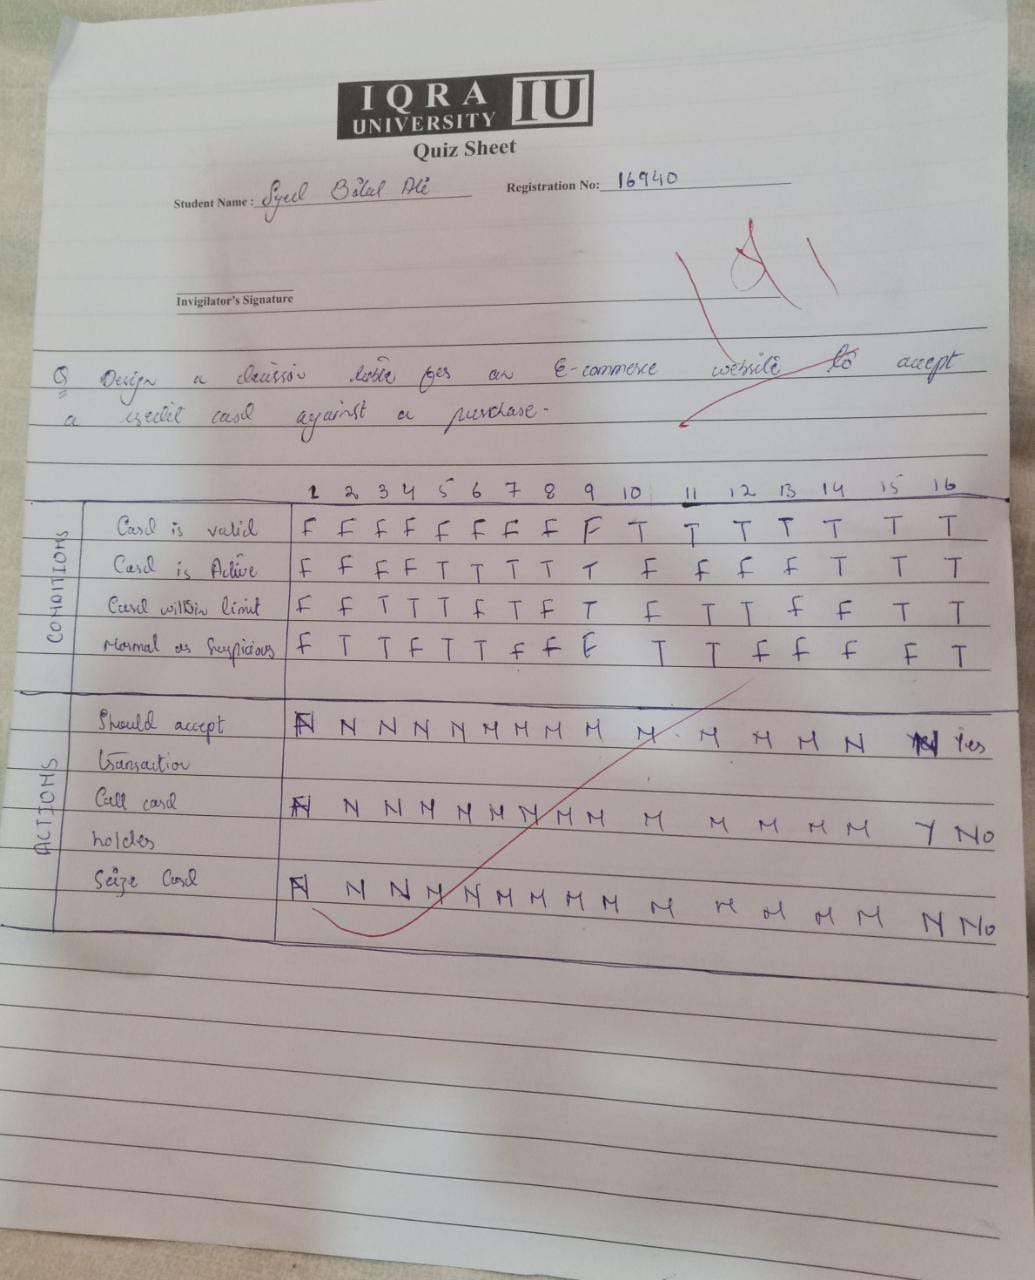 IQRA
UNIVERSITY
IU
Quiz Sheet
Student Name: Syed Bilal Ali
Registration No: 16940
Invigilator's Signature
Q Design a decission table for an E-commerce website to accept
a credit card against a purchase.
1 2 3 4 5 6 7 8 9 10 11 12 13 14 15 16
CONDITIONS
Card is valid F F F F F F F F F T T T T T T T
Card is Active F F F F T T T T T F F F F T T T
Card within limit F F T T T F T F T F T T F F T T
Normal or Suspicious F T T F T T F F F T T F F F F T
ACTIONS
Should accept N N N N N N N N N N N N N N N Yes
transaction
Call card N N N N N N N N N N N N N N Y No
holder
Seize Card N N N N N N N N N N N N N N N No